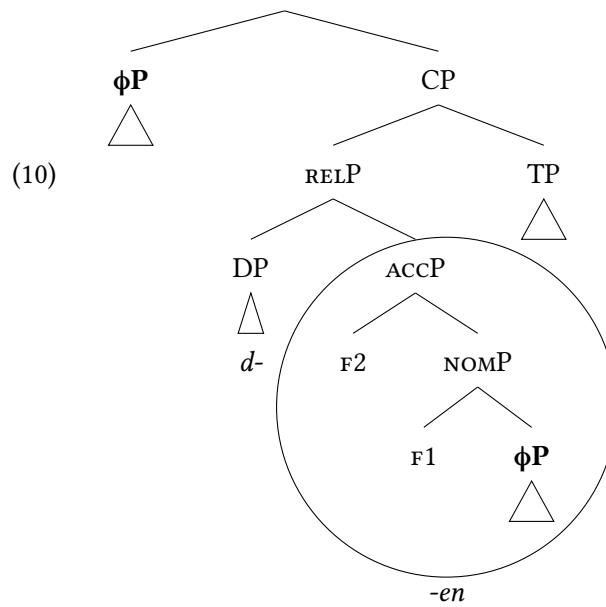 ϕP CP
(10) RELP TP
DP ACCP
d- F2 NOMP
F1 ϕP
-en